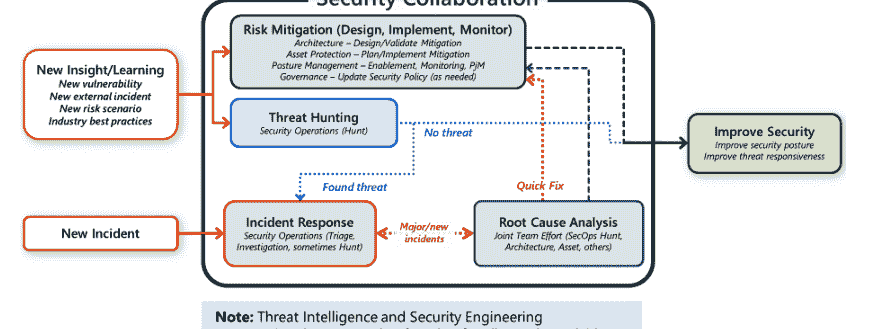 Security Collaboration
Risk Mitigation (Design, Implement, Monitor)
Architecture – Design/Validate Mitigation
Asset Protection – Plan/Implement Mitigation
Posture Management – Enablement, Monitoring, PjM
Governance – Update Security Policy (as needed)
New Insight/Learning
New vulnerability
New external incident
New risk scenario
Industry best practices
Threat Hunting
Security Operations (Hunt)
No threat
Improve Security
Improve security posture
Improve threat responsiveness
Found threat
Quick Fix
New Incident
Incident Response
Security Operations (Triage,
Investigation, sometimes Hunt)
Major/new
incidents
Root Cause Analysis
Joint Team Effort (SecOps Hunt,
Architecture, Asset, others)
Note: Threat Intelligence and Security Engineering